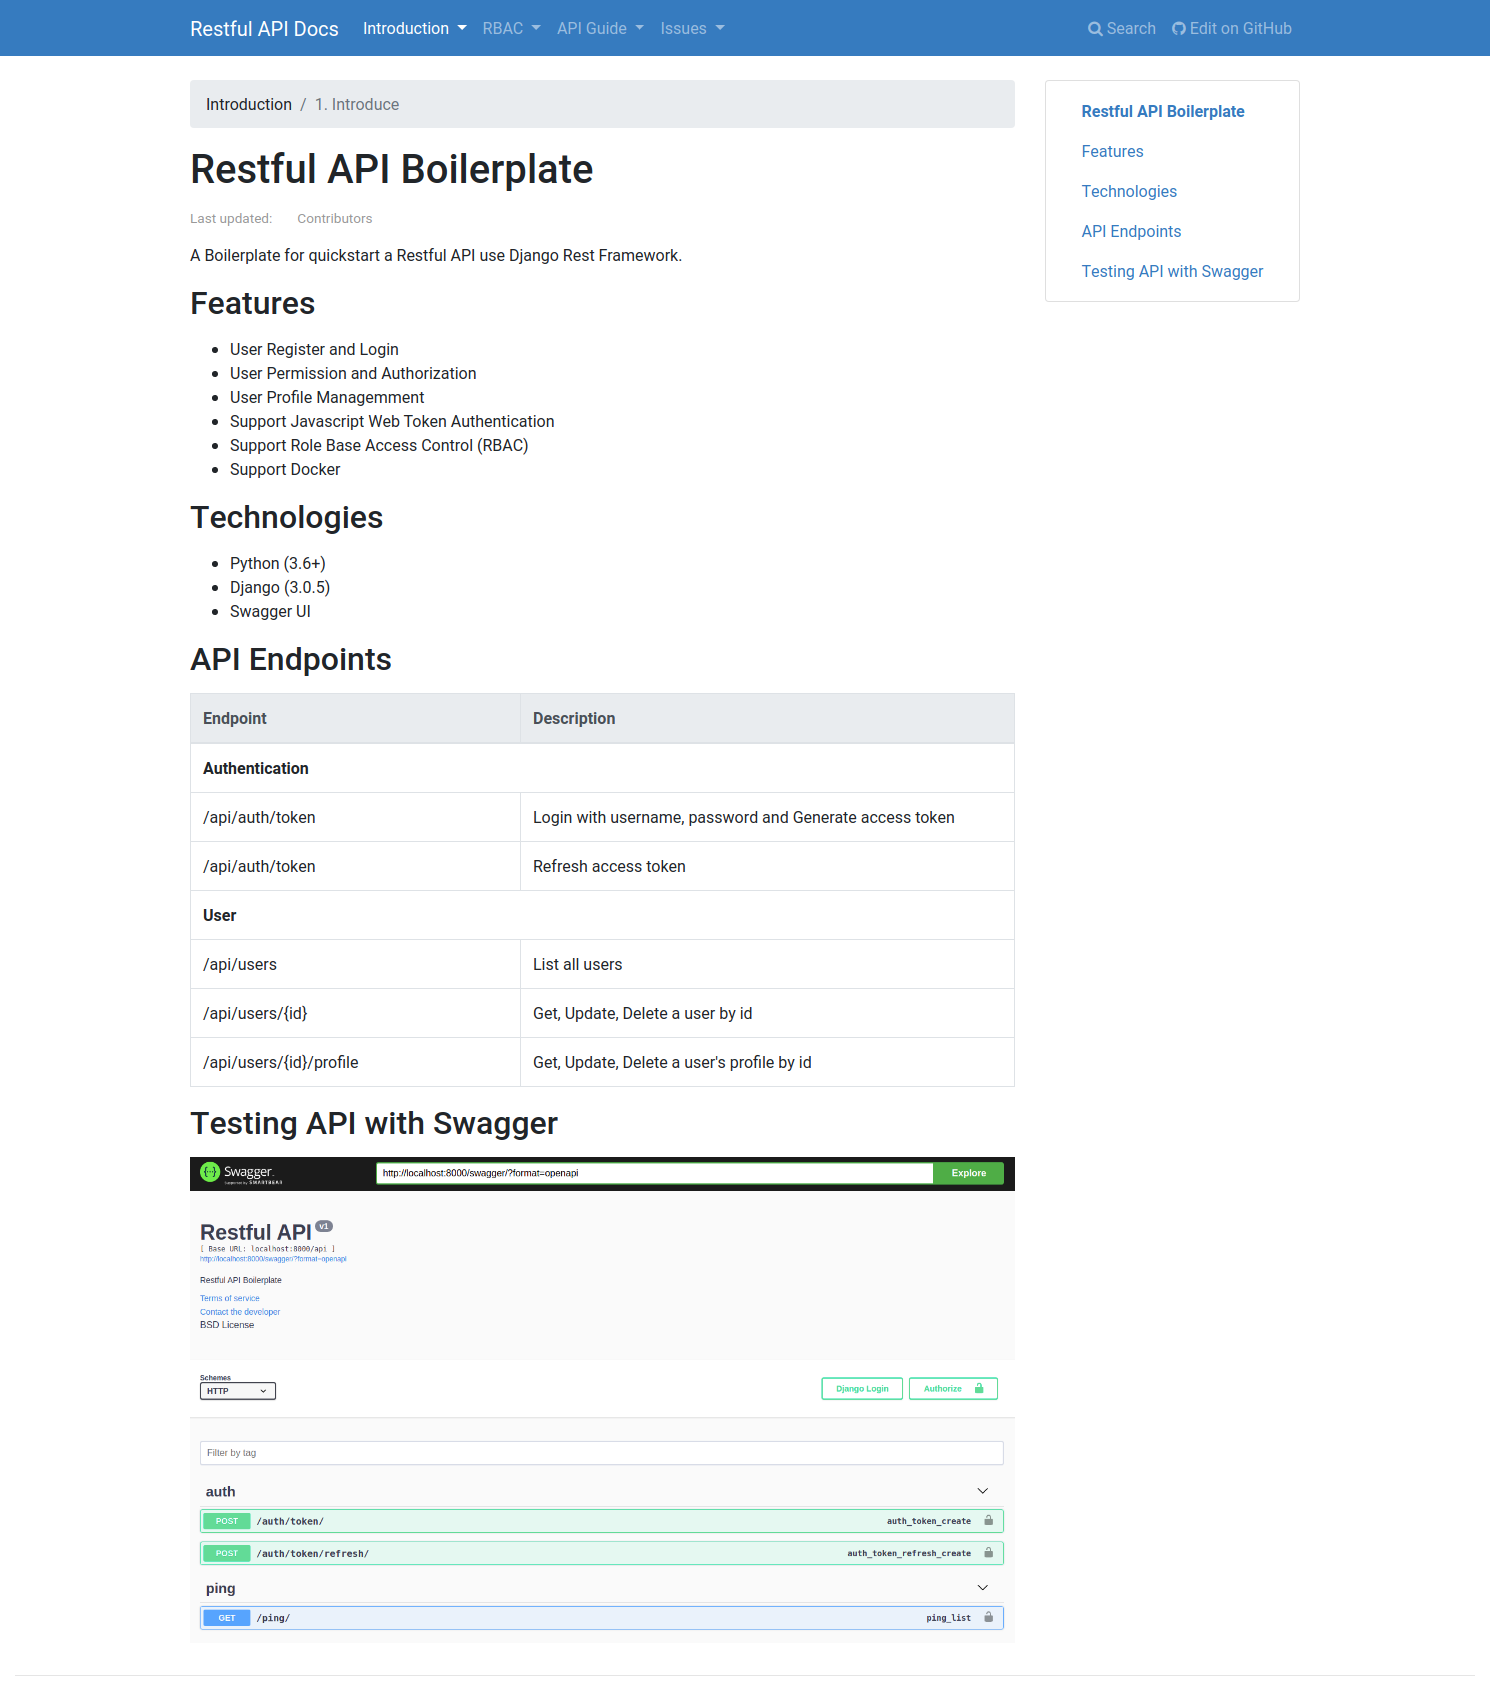 Restful API Docs Introduction RBAC API Guide Issues Search Edit on GitHub
Introduction / 1. Introduce
Restful API Boilerplate
Last updated: Contributors
A Boilerplate for quickstart a Restful API use Django Rest Framework.
Features
User Register and Login
User Permission and Authorization
User Profile Managemment
Support Javascript Web Token Authentication
Support Role Base Access Control (RBAC)
Support Docker
Technologies
Python (3.6+)
Django (3.0.5)
Swagger UI
API Endpoints
Endpoint Description
Authentication
/api/auth/token Login with username, password and Generate access token
/api/auth/token Refresh access token
User
/api/users List all users
/api/users/{id} Get, Update, Delete a user by id
/api/users/{id}/profile Get, Update, Delete a user's profile by id
Testing API with Swagger
Swagger. http://localhost:8000/swagger/?format=openapi Explore
Supported by SMARTBEAR
Restful API v1
[ Base URL: localhost:8000/api ]
http://localhost:8000/swagger/?format=openapi
Restful API Boilerplate
Terms of service
Contact the developer
BSD License
Schemes
HTTP Django Login Authorize
Filter by tag
auth
POST /auth/token/ auth_token_create
POST /auth/token/refresh/ auth_token_refresh_create
ping
GET /ping/ ping_list
Restful API Boilerplate
Features
Technologies
API Endpoints
Testing API with Swagger